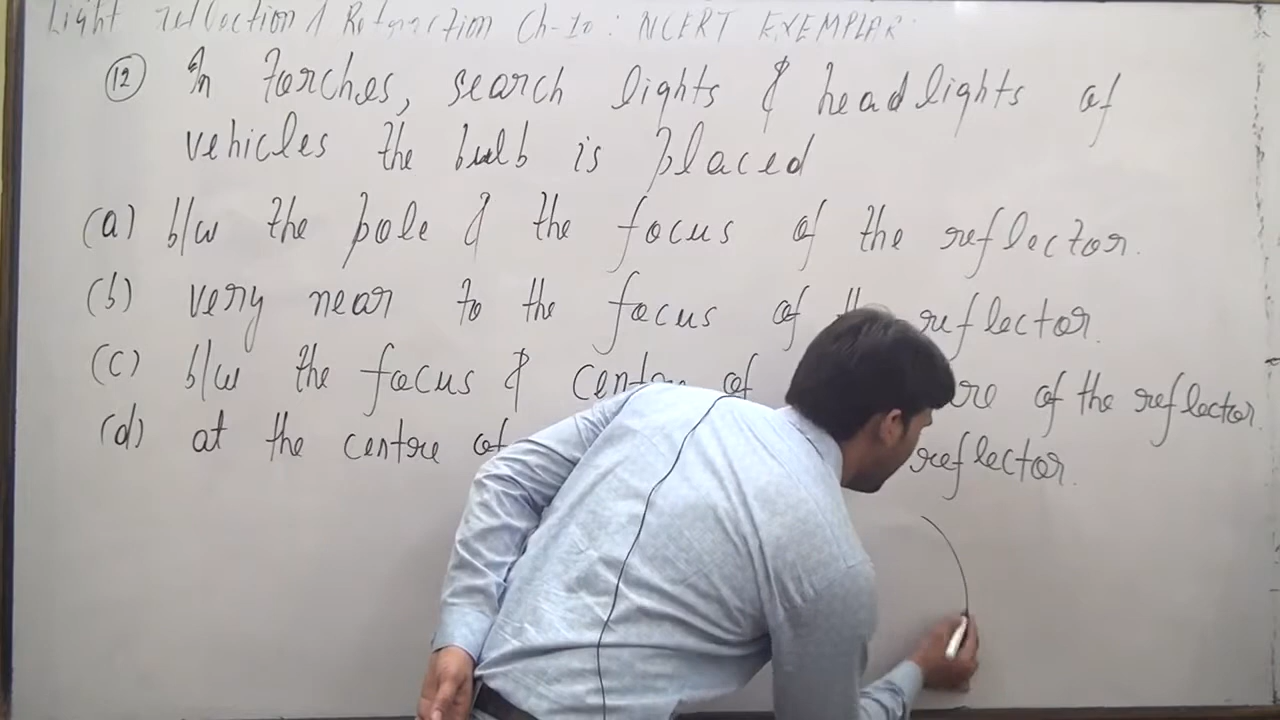 Light reflection & Refraction Ch-10 : NCERT EXEMPLAR
(12) In Torches, search lights & headlights of
vehicles the bulb is placed
(a) b/w the pole & the focus of the reflector.
(b) very near to the focus of the reflector.
(c) b/w the focus & centre of of the reflector.
(d) at the centre of reflector.